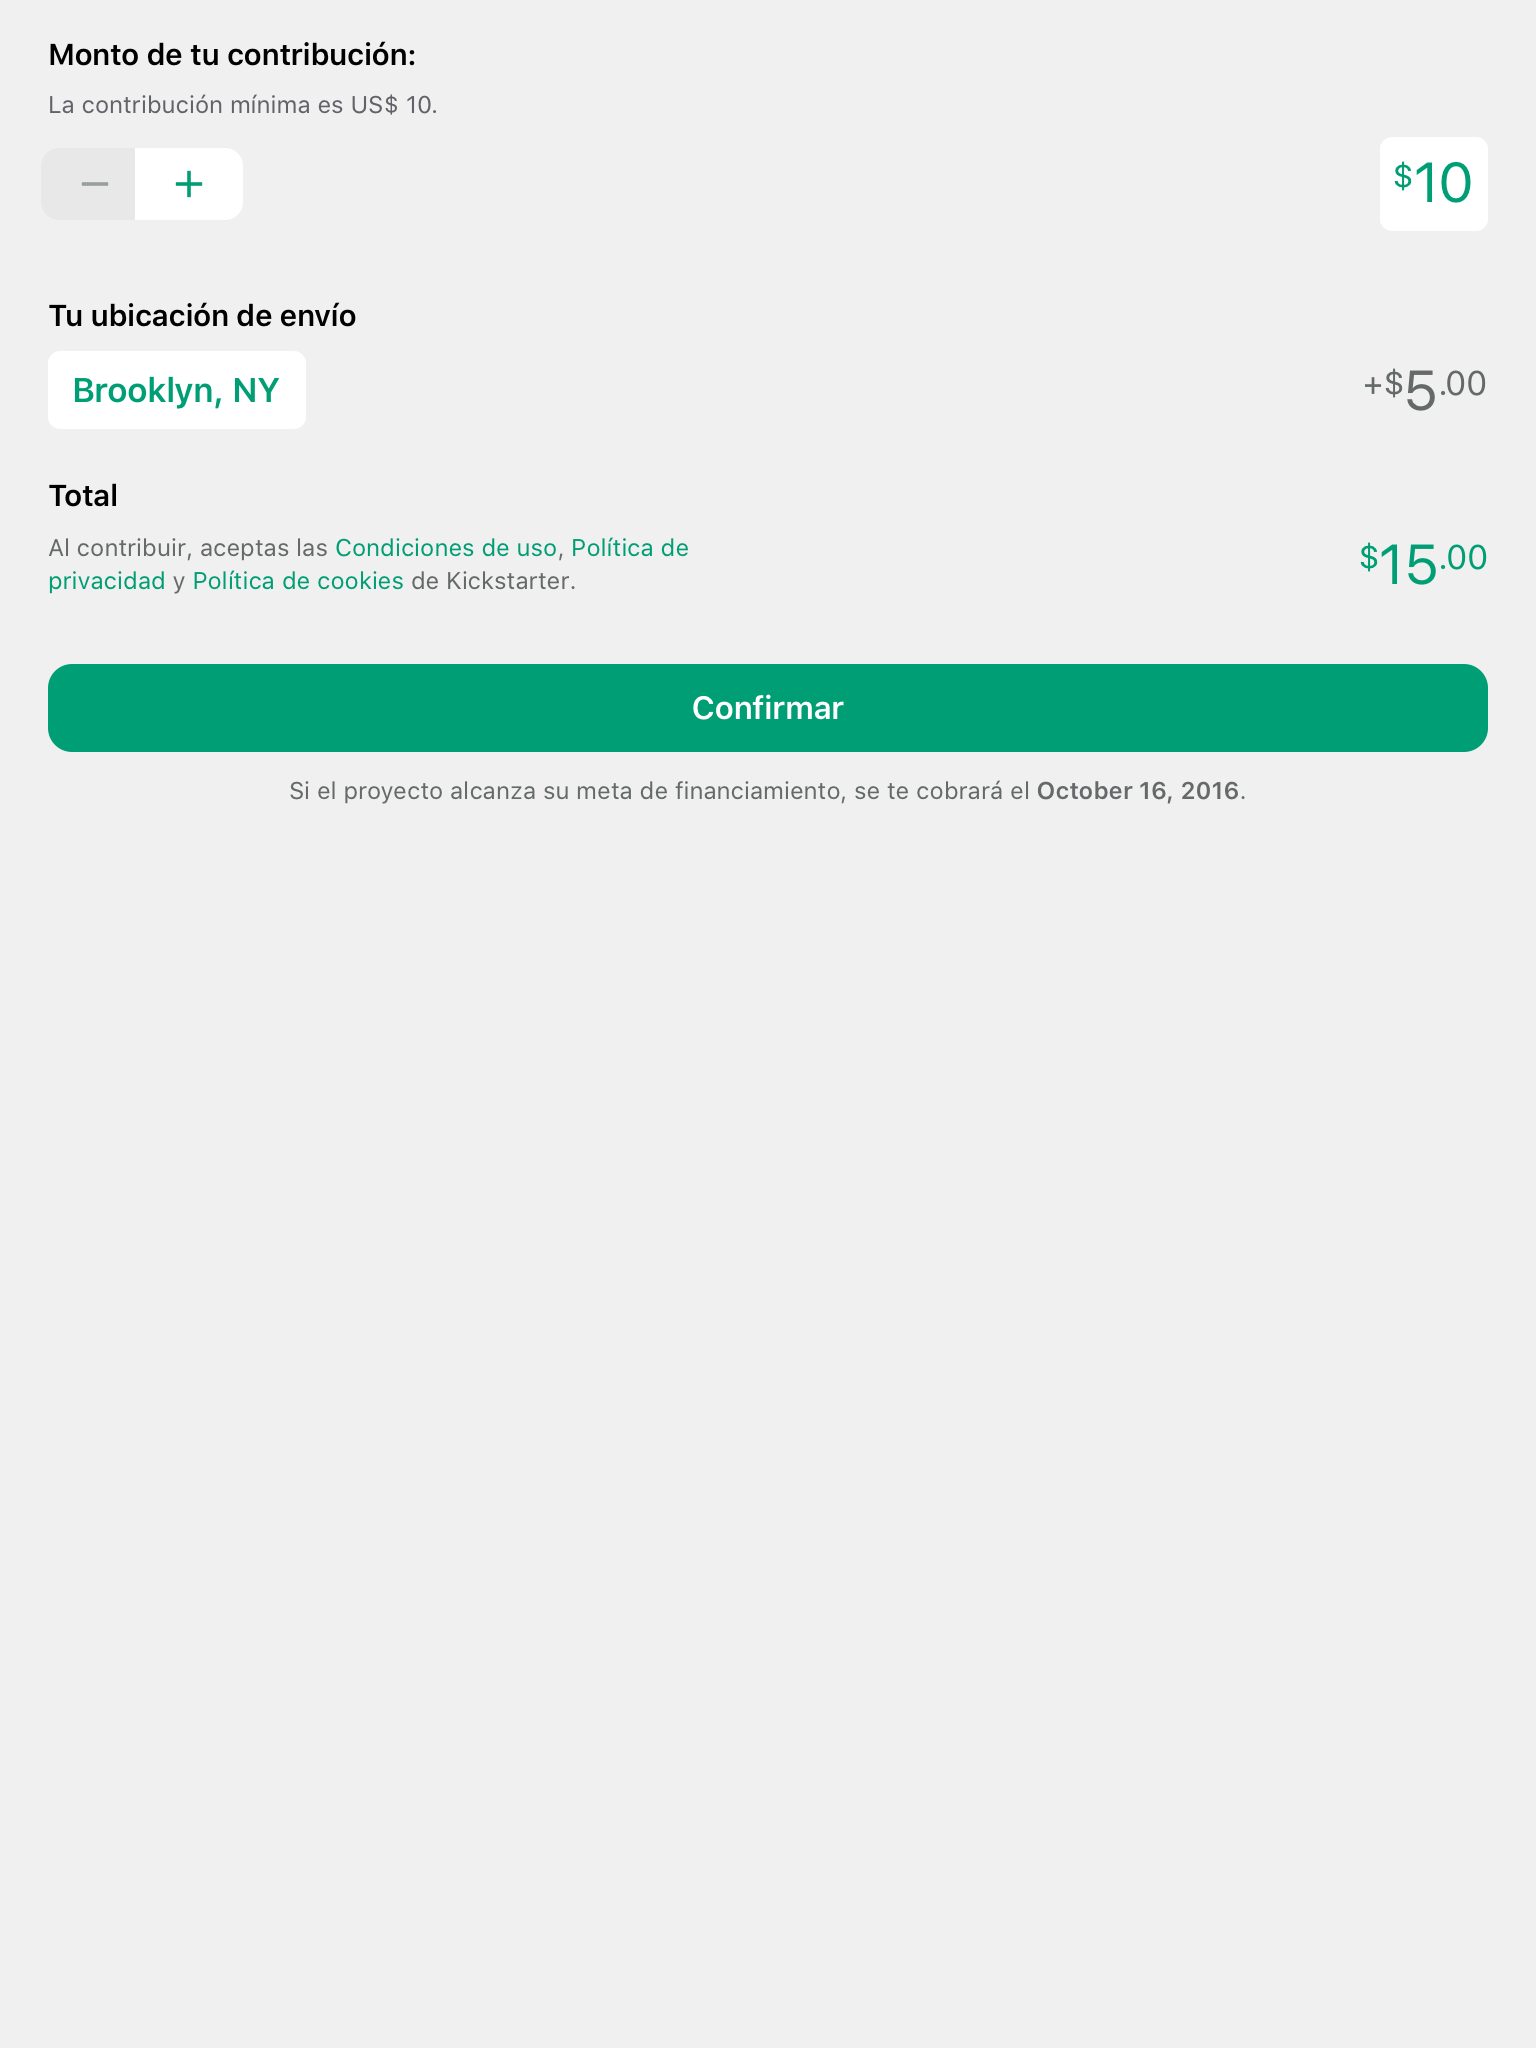 Monto de tu contribución:
La contribución mínima es US$ 10.
− +
$10
Tu ubicación de envío
Brooklyn, NY
+$5.00
Total
Al contribuir, aceptas las Condiciones de uso, Política de
privacidad y Política de cookies de Kickstarter.
$15.00
Confirmar
Si el proyecto alcanza su meta de financiamiento, se te cobrará el October 16, 2016.